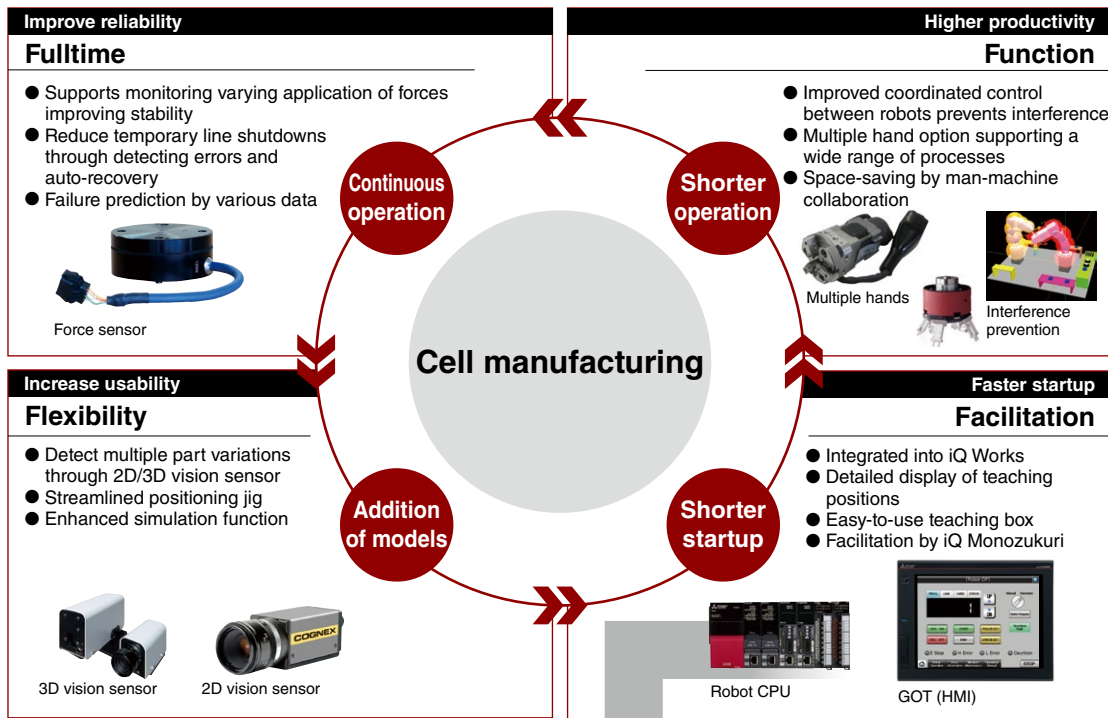 Improve reliability
Fulltime
● Supports monitoring varying application of forces
improving stability
● Reduce temporary line shutdowns
through detecting errors and
auto-recovery
● Failure prediction by various data
Force sensor
Higher productivity
Function
● Improved coordinated control
between robots prevents interference
● Multiple hand option supporting a
wide range of processes
● Space-saving by man-machine
collaboration
Multiple hands
Interference
prevention
Continuous
operation
Shorter
operation
Cell manufacturing
Addition
of models
Shorter
startup
Increase usability
Flexibility
● Detect multiple part variations
through 2D/3D vision sensor
● Streamlined positioning jig
● Enhanced simulation function
COGNEX
3D vision sensor
2D vision sensor
Faster startup
Facilitation
● Integrated into iQ Works
● Detailed display of teaching
positions
● Easy-to-use teaching box
● Facilitation by iQ Monozukuri
Robot CPU
GOT (HMI)